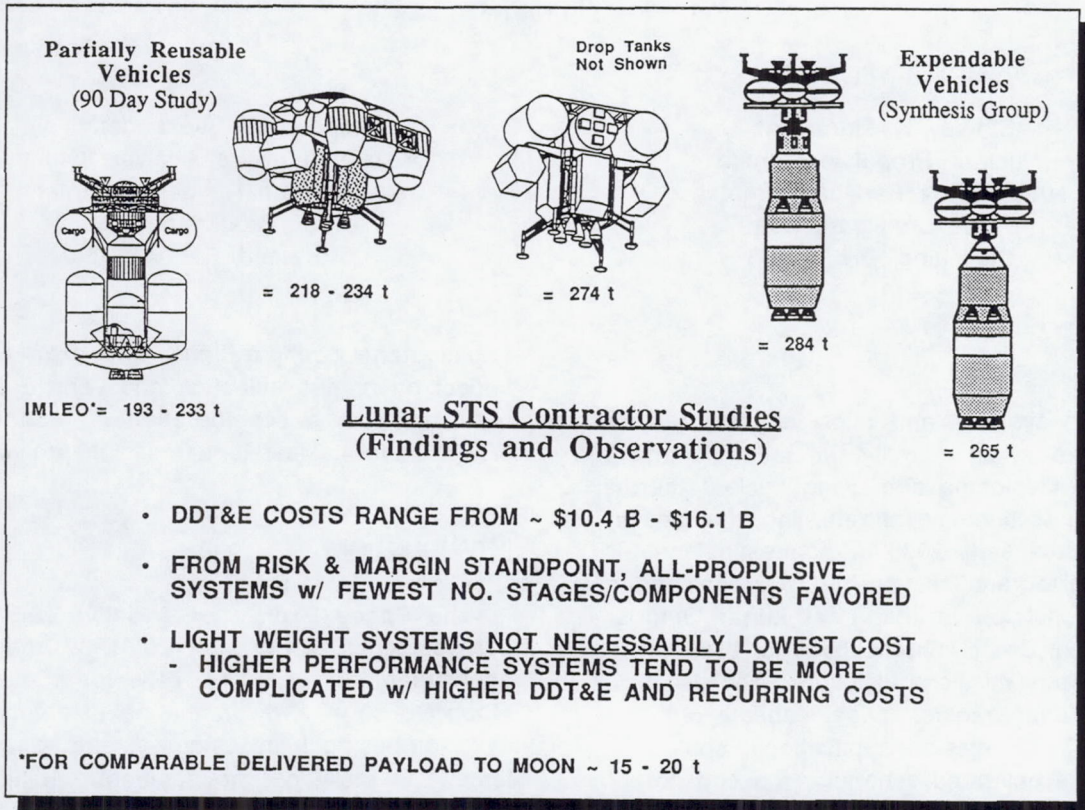 Partially Reusable
Vehicles
(90 Day Study)
Drop Tanks
Not Shown
Expendable
Vehicles
(Synthesis Group)
Cargo
Cargo
IMLEO*= 193 - 233 t
= 218 - 234 t
= 274 t
= 284 t
= 265 t
Lunar STS Contractor Studies
(Findings and Observations)
• DDT&E COSTS RANGE FROM ~ $10.4 B - $16.1 B
• FROM RISK & MARGIN STANDPOINT, ALL-PROPULSIVE
SYSTEMS w/ FEWEST NO. STAGES/COMPONENTS FAVORED
• LIGHT WEIGHT SYSTEMS NOT NECESSARILY LOWEST COST
- HIGHER PERFORMANCE SYSTEMS TEND TO BE MORE
COMPLICATED w/ HIGHER DDT&E AND RECURRING COSTS
*FOR COMPARABLE DELIVERED PAYLOAD TO MOON ~ 15 - 20 t